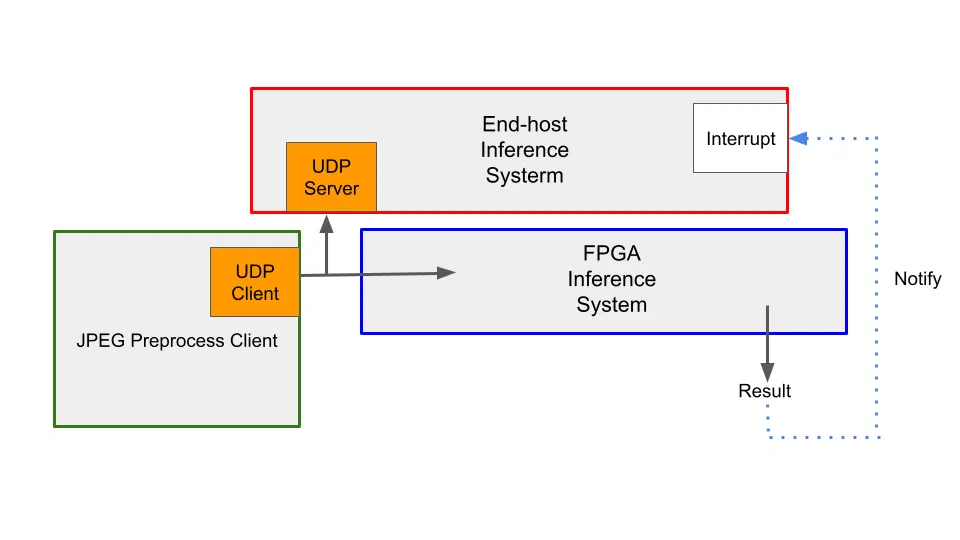 End-host
Inference
Systerm
Interrupt
UDP
Server
UDP
Client
JPEG Preprocess Client
FPGA
Inference
System
Notify
Result